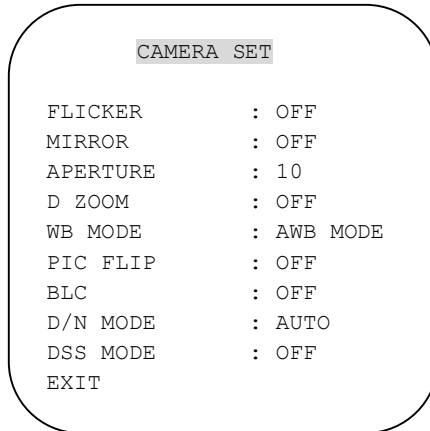 CAMERA SET
FLICKER : OFF
MIRROR : OFF
APERTURE : 10
D ZOOM : OFF
WB MODE : AWB MODE
PIC FLIP : OFF
BLC : OFF
D/N MODE : AUTO
DSS MODE : OFF
EXIT